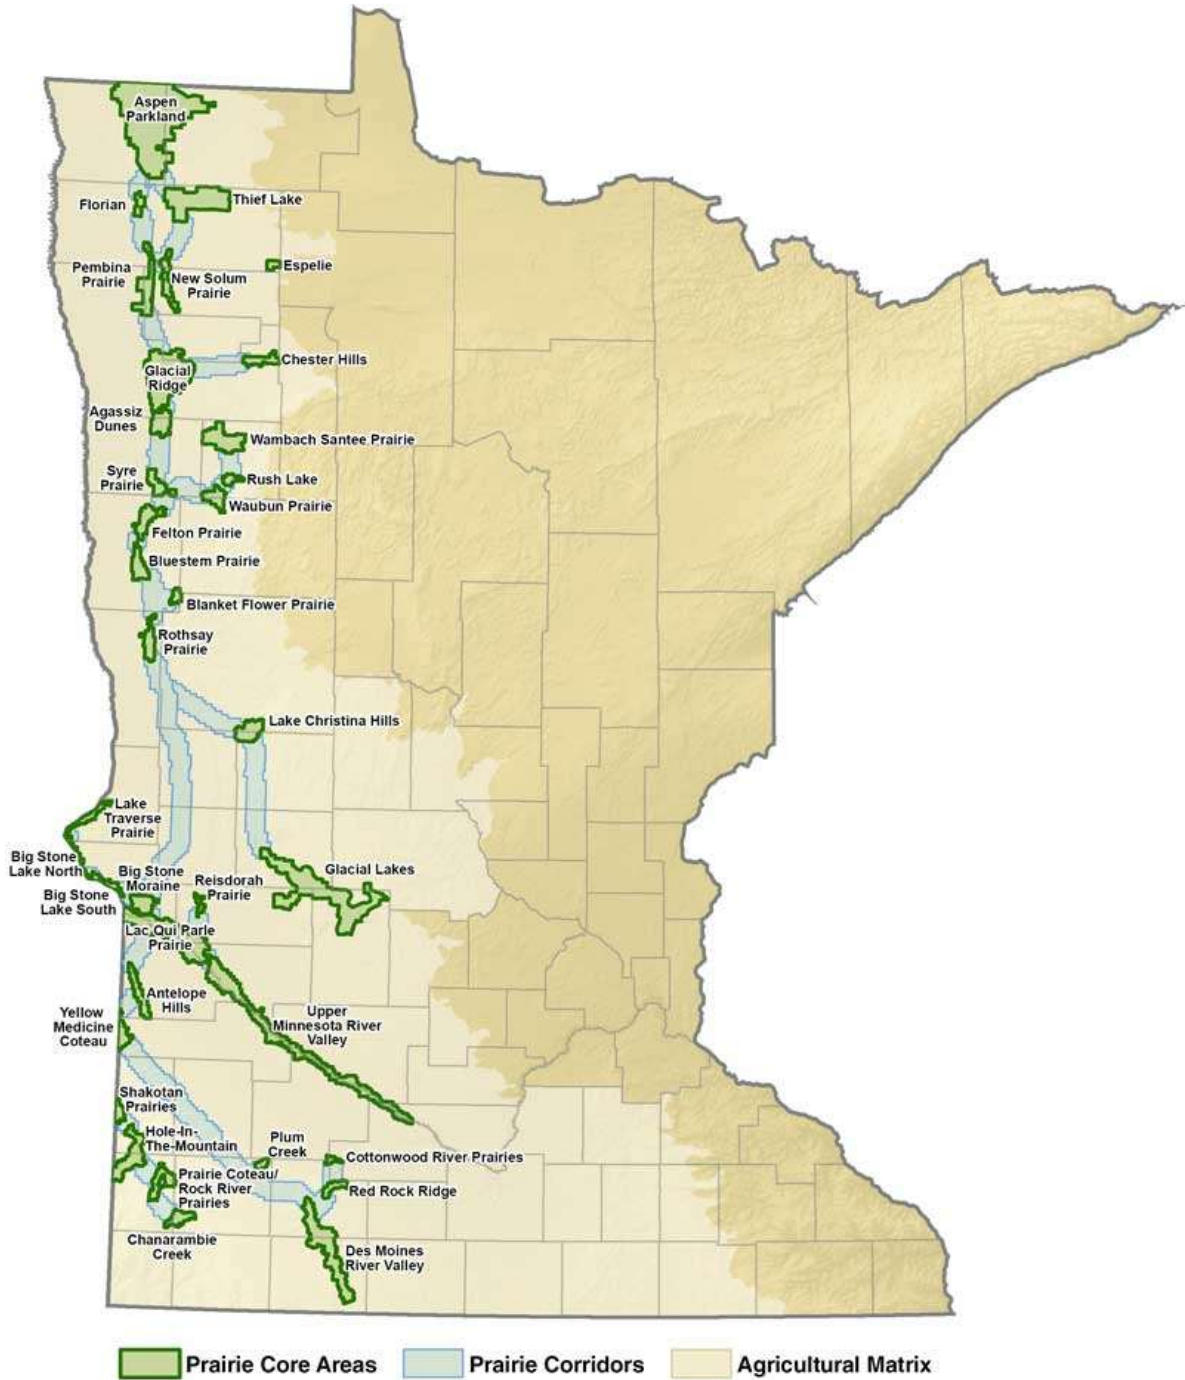 Aspen
Parkland
Florian
Thief Lake
Pembina
Prairie
New Solum
Prairie
Espelie
Glacial
Ridge
Chester Hills
Agassiz
Dunes
Wambach Santee Prairie
Syre
Prairie
Rush Lake
Waubun Prairie
Felton Prairie
Bluestem Prairie
Blanket Flower Prairie
Rothsay
Prairie
Lake Christina Hills
Lake
Traverse
Prairie
Big Stone
Lake North
Big Stone
Moraine
Reisdorah
Prairie
Glacial Lakes
Big Stone
Lake South
Lac Qui Parle
Prairie
Antelope
Hills
Yellow
Medicine
Coteau
Upper
Minnesota River
Valley
Shakotan
Prairies
Hole-In-
The-Mountain
Plum
Creek
Cottonwood River Prairies
Prairie Coteau/
Rock River
Prairies
Red Rock Ridge
Chanarambie
Creek
Des Moines
River Valley
Prairie Core Areas
Prairie Corridors
Agricultural Matrix